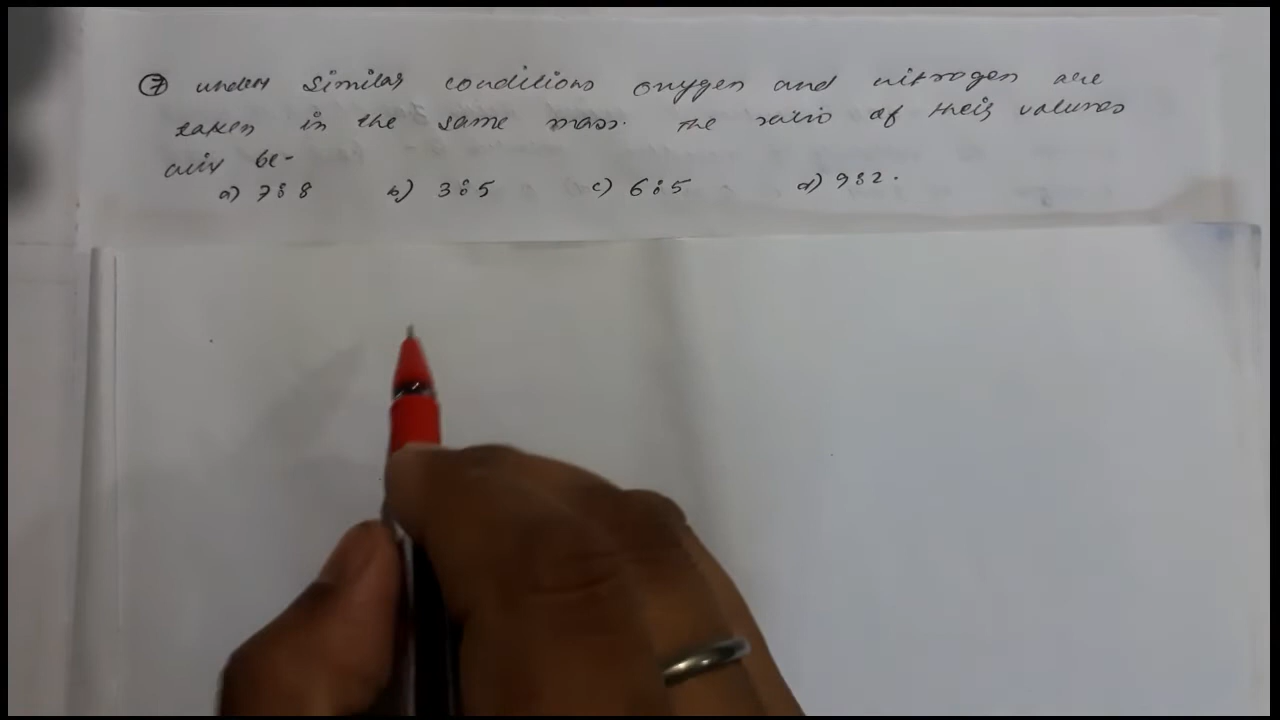 ⑦ under similar conditions oxygen and nitrogen are
taken in the same mass. The ratio of their volumes
will be-
a) 7:8 b) 3:5 c) 6:5 d) 9:2.